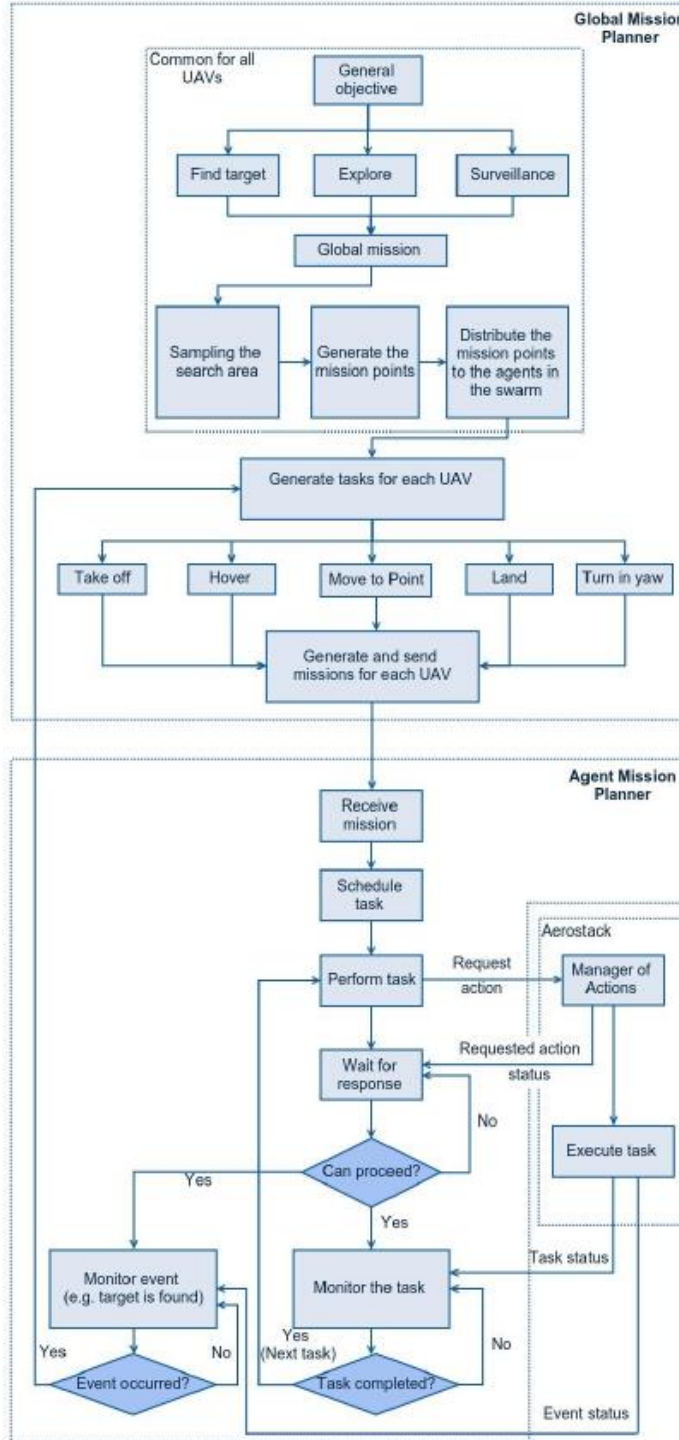 Global Mission
Planner
Common for all
UAVs
General
objective
Find target
Explore
Surveillance
Global mission
Sampling the
search area
Generate the
mission points
Distribute the
mission points
to the agents in
the swarm
Generate tasks for each UAV
Take off
Hover
Move to Point
Land
Turn in yaw
Generate and send
missions for each UAV
Agent Mission
Planner
Receive
mission
Schedule
task
Aerostack
Perform task
Request
action
Manager of
Actions
Wait for
response
Requested action
status
No
Execute task
Can proceed?
Yes
Yes
Task status
Monitor event
(e.g. target is found)
Monitor the task
Yes
No
Yes
(Next task)
No
Event occurred?
Task completed?
Event status